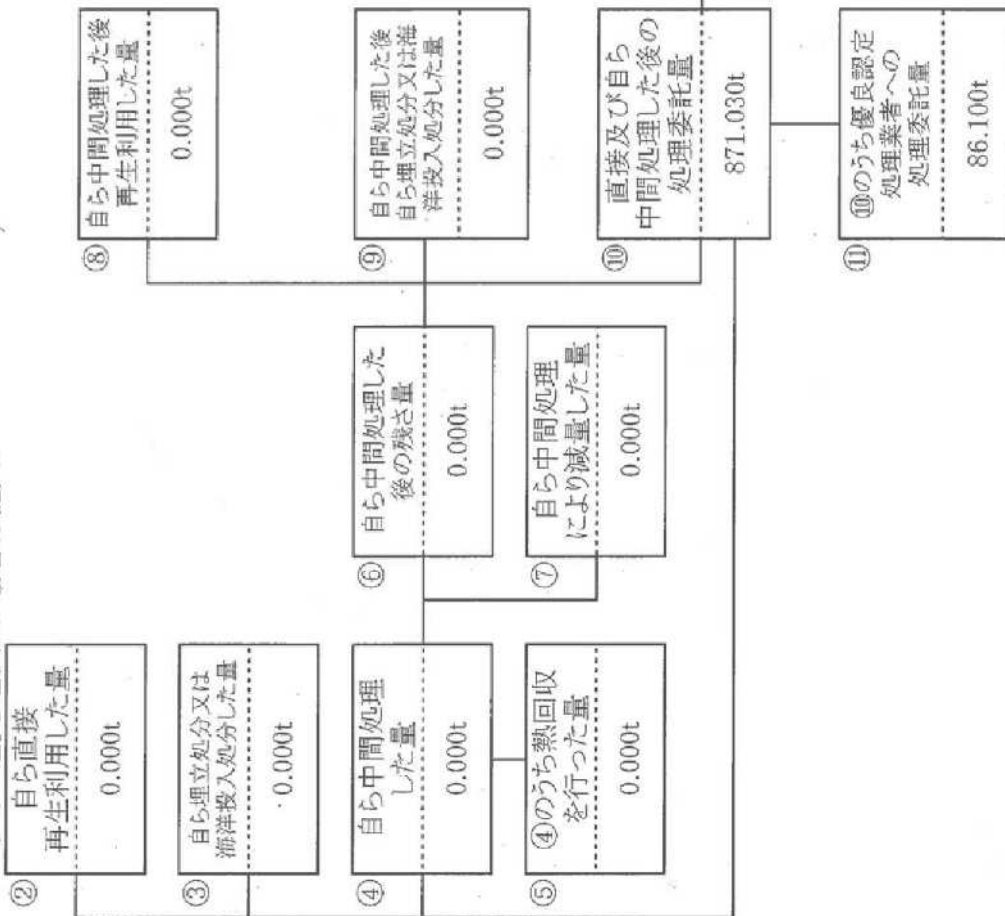 ②
自ら直接
再生利用した量
0.000t
③
自ら埋立処分又は
海洋投入処分した量
0.000t
④
自ら中間処理
した量
0.000t
⑤
④のうち熱回収
を行った量
0.000t
⑥
自ら中間処理した
後の残さ量
0.000t
⑦
自ら中間処理
により減量した量
0.000t
⑧
自ら中間処理した後
再生利用した量
0.000t
⑨
自ら中間処理した後
自ら埋立処分又は海
洋投入処分した量
0.000t
⑩
直接及び自ら
中間処理した後の
処理委託量
871.030t
⑪
⑩のうち優良認定
処理業者への
処理委託量
86.100t